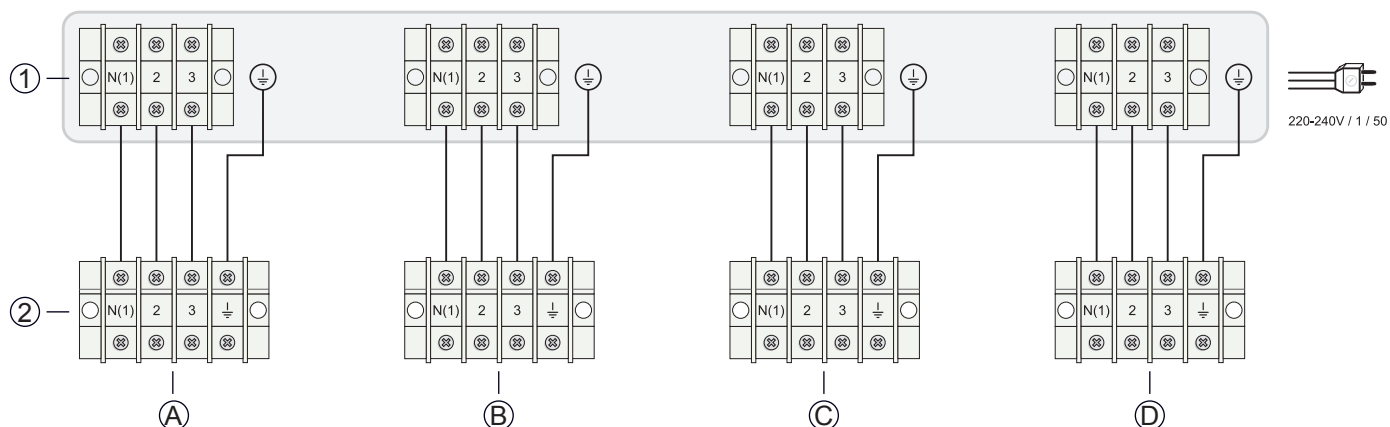 N(1) 2 3 N(1) 2 3 N(1) 2 3 N(1) 2 3
1
220-240V / 1 / 50
N(1) 2 3 N(1) 2 3 N(1) 2 3 N(1) 2 3
2
A B C D